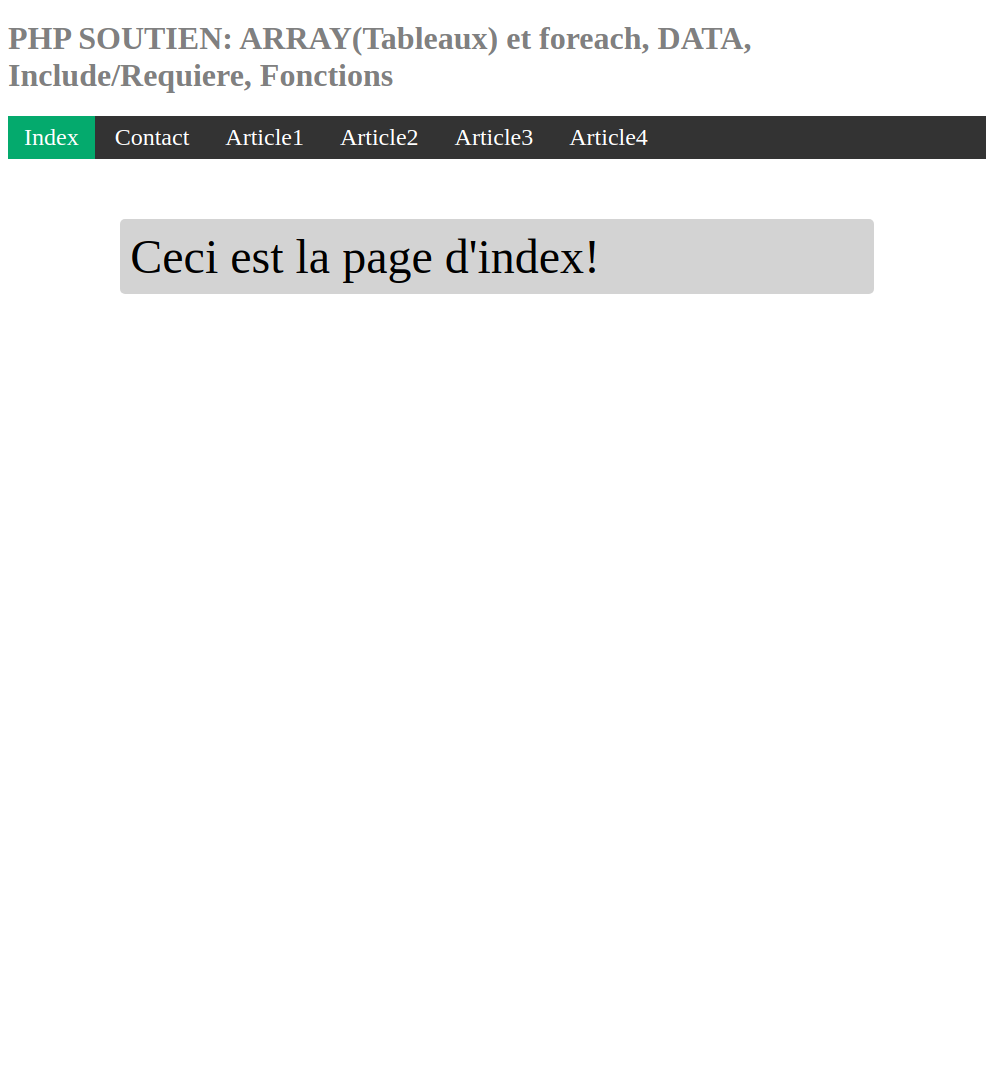 PHP SOUTIEN: ARRAY(Tableaux) et foreach, DATA,
Include/Requiere, Fonctions
Index Contact Article1 Article2 Article3 Article4
Ceci est la page d'index!